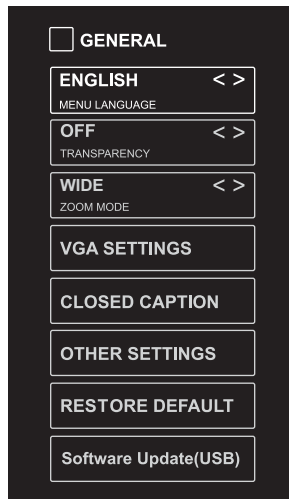 GENERAL
ENGLISH < >
MENU LANGUAGE
OFF < >
TRANSPARENCY
WIDE < >
ZOOM MODE
VGA SETTINGS
CLOSED CAPTION
OTHER SETTINGS
RESTORE DEFAULT
Software Update(USB)